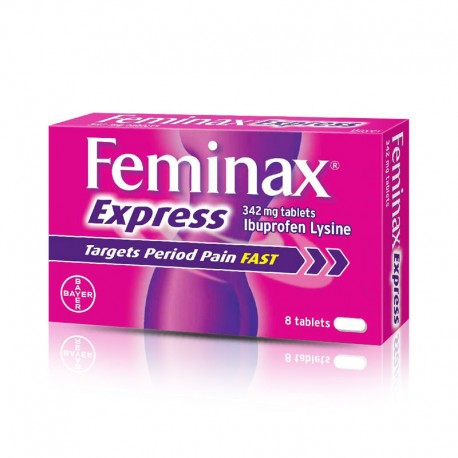 Feminax®
Express
342 mg tablets
Ibuprofen Lysine
Targets Period Pain FAST
BAYER
BAYER
8 tablets
Feminax
Express
342 mg tablets